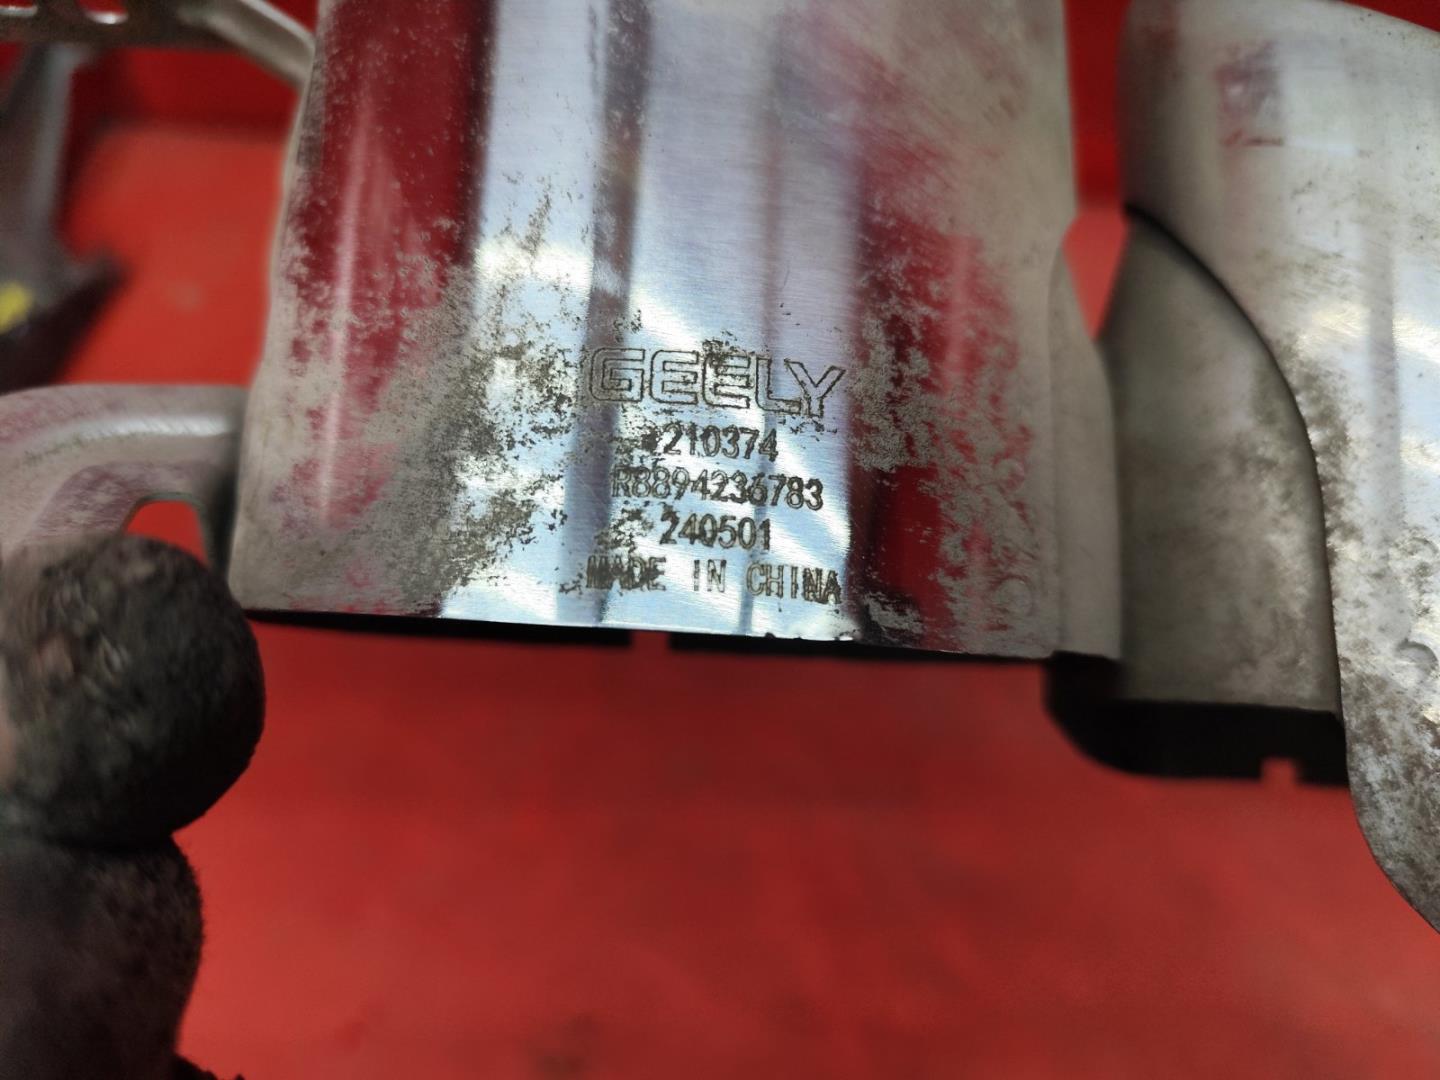 GEELY
210374
R8894236783
240501
MADE IN CHINA